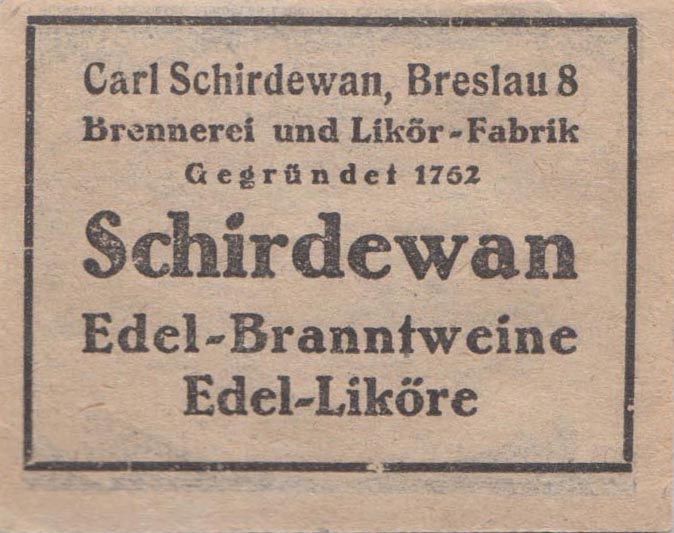 Carl Schirdewan, Breslau 8
Brennerei und Likör-Fabrik
Gegründet 1762
Schirdewan
Edel-Branntweine
Edel-Liköre